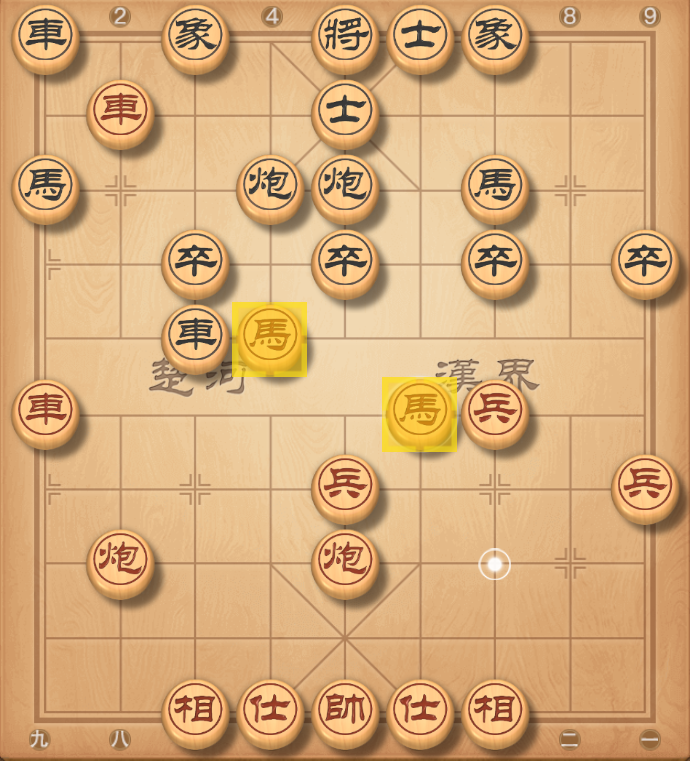 2 4 8 9
車 象 將 士 象
車 士
馬 炮 炮 馬
卒 卒 卒 卒
車 馬
楚河 漢界
車 馬 兵
兵 兵
炮 炮
相 仕 帥 仕 相
九 八 二 一